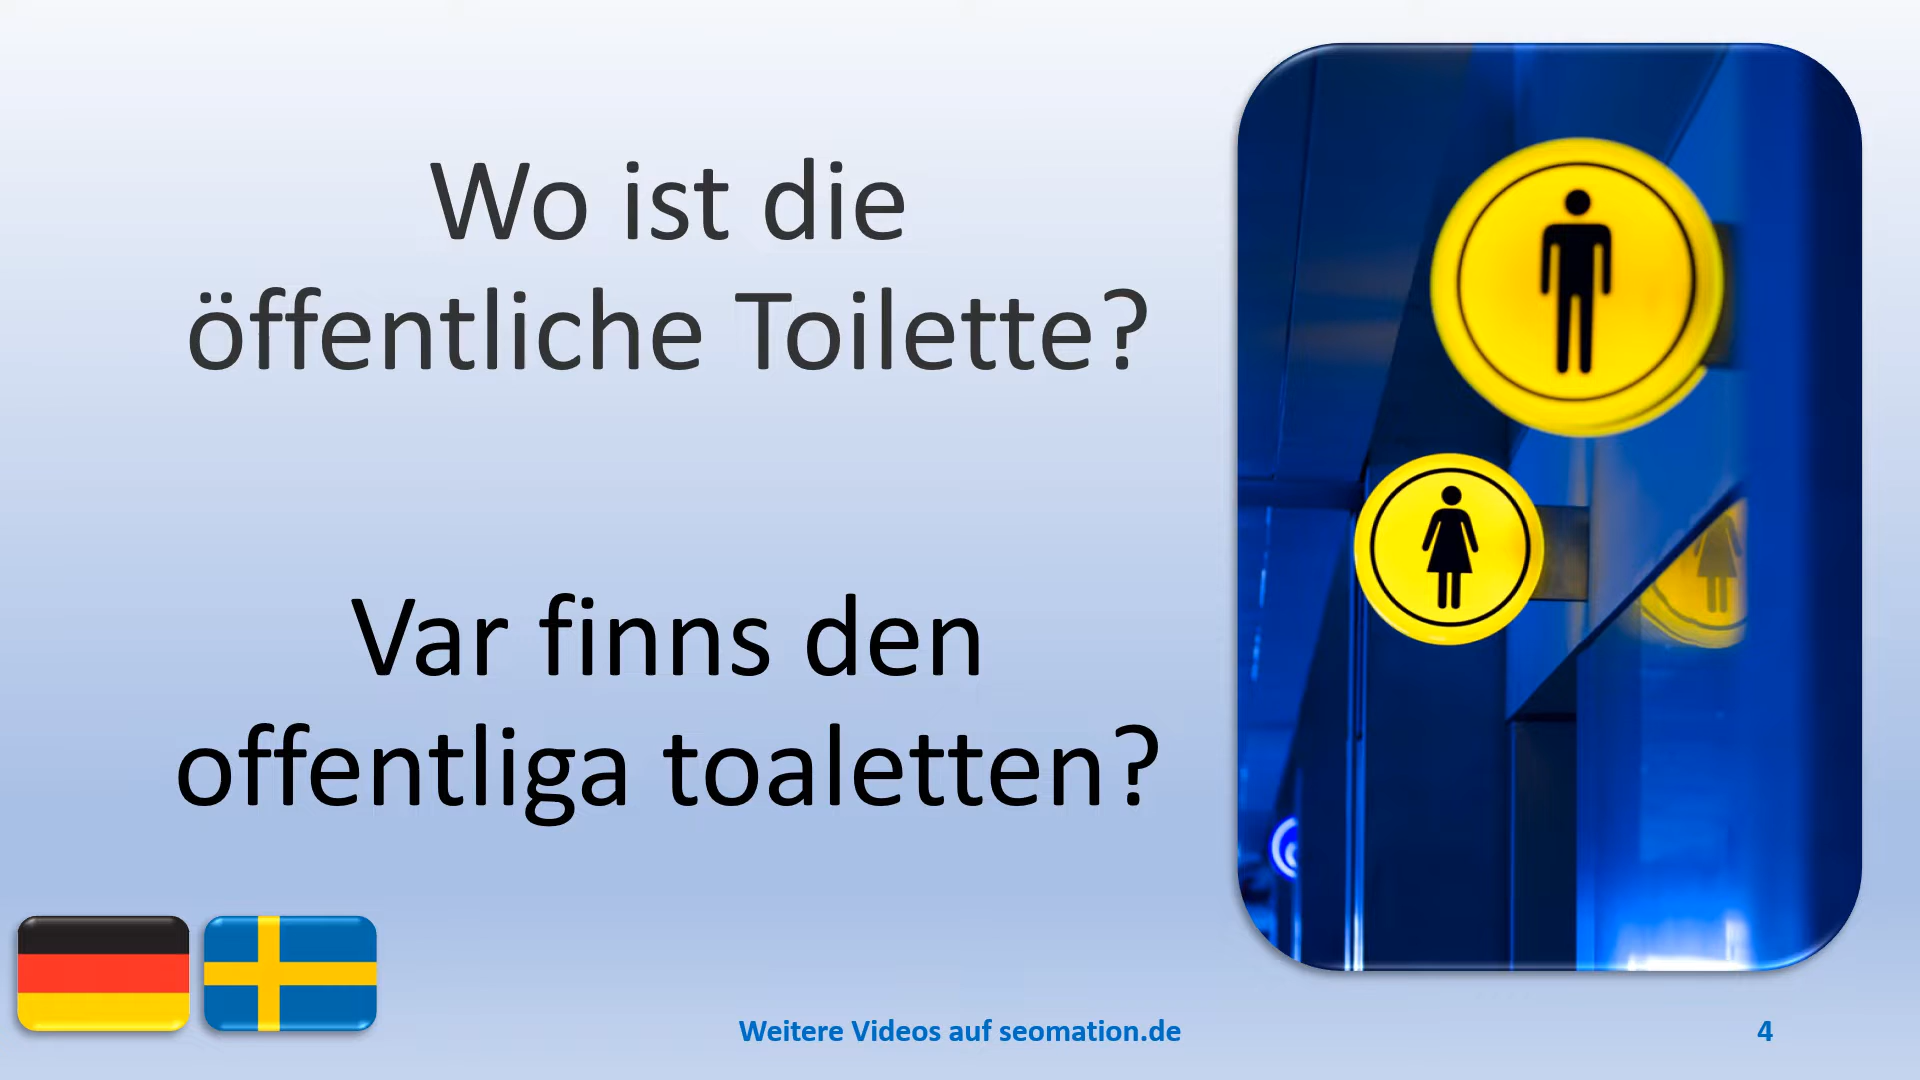 Wo ist die
öffentliche Toilette?
Var finns den
offentliga toaletten?
Weitere Videos auf seomation.de
4